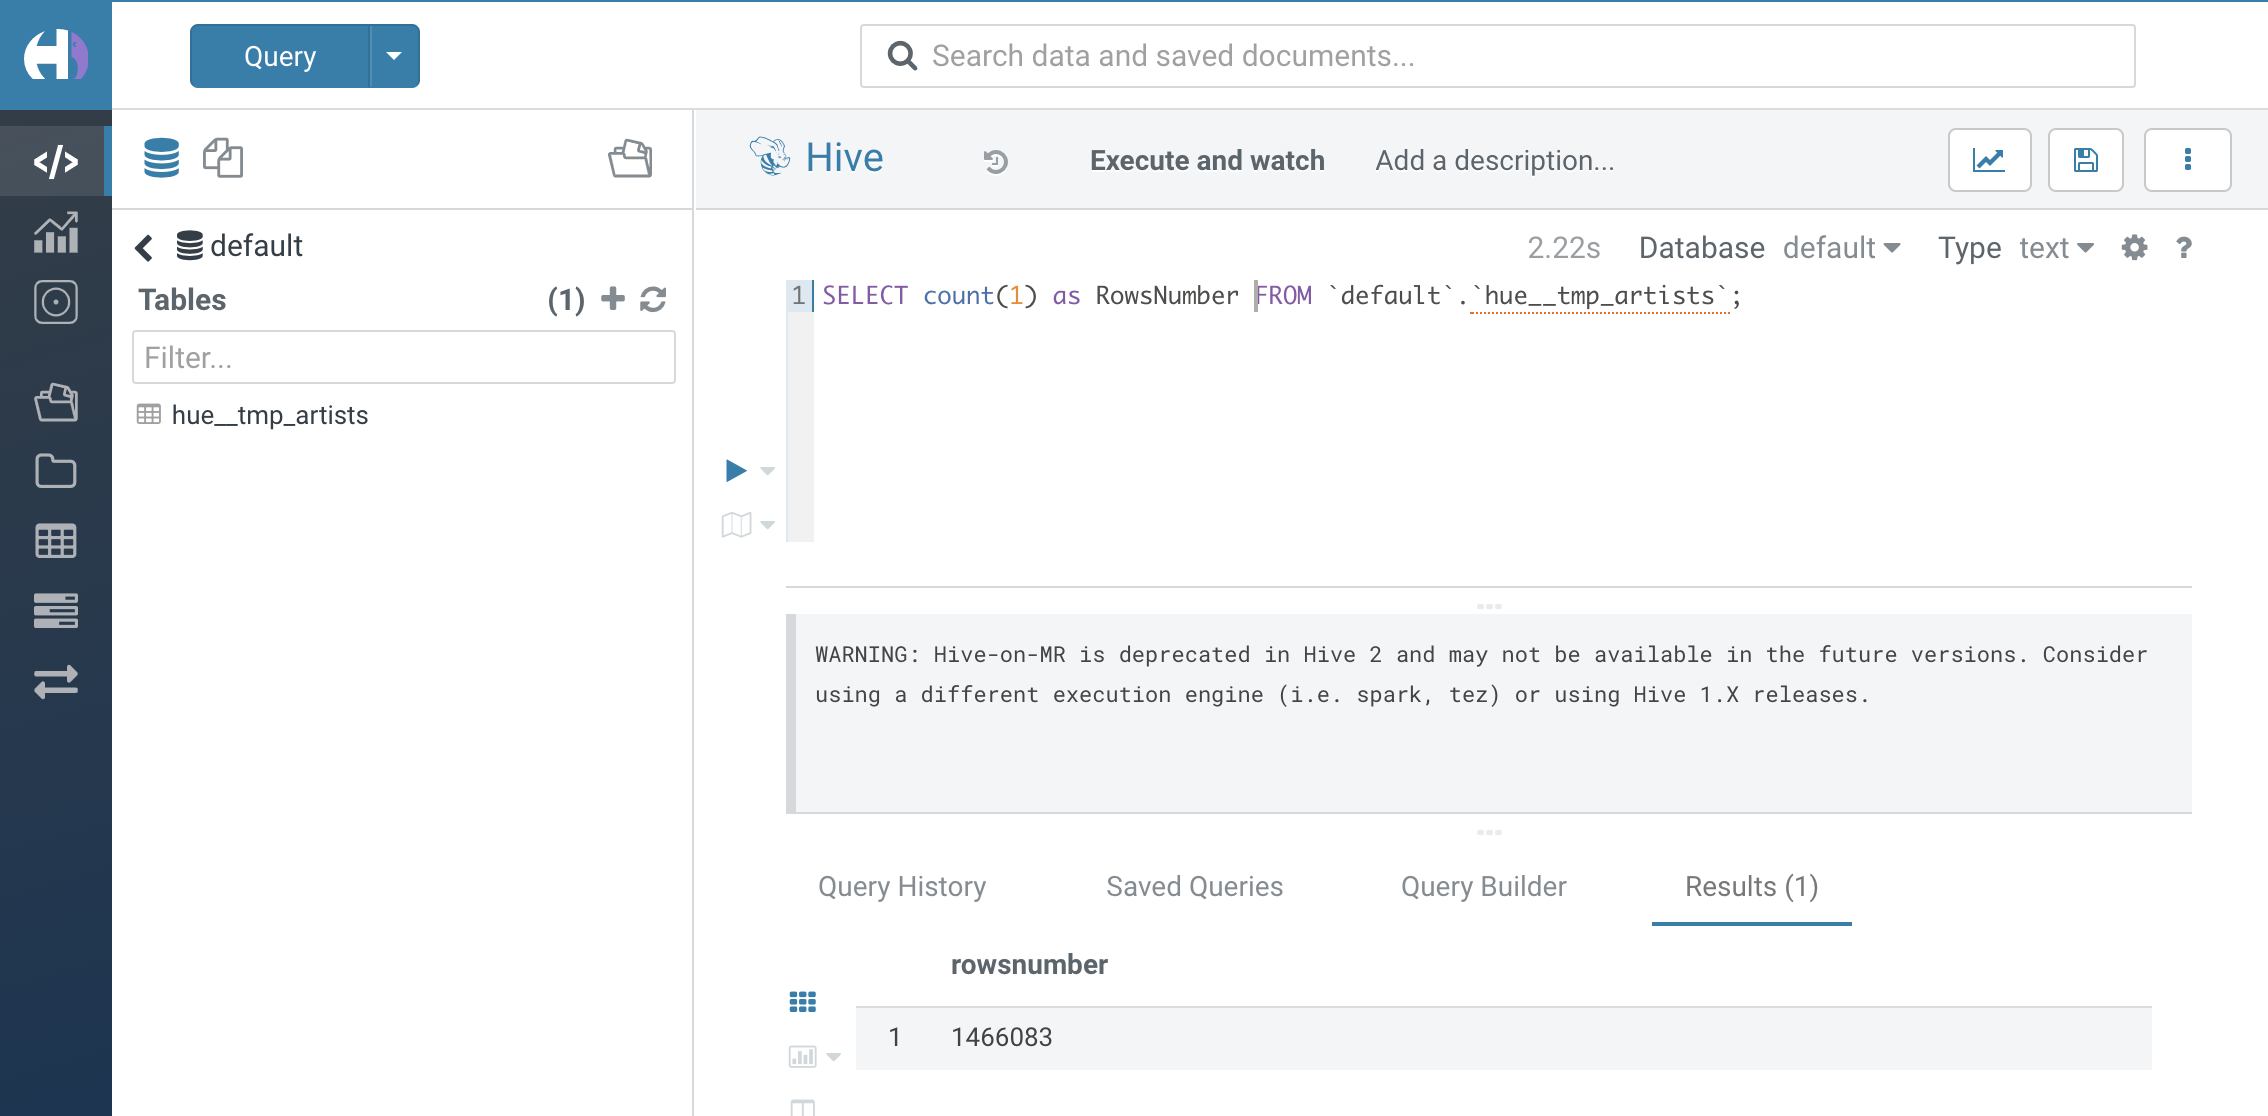 Query
Search data and saved documents...
Hive
Execute and watch
Add a description...
default
Tables (1)
Filter...
hue__tmp_artists
2.22s Database default Type text ?
1 SELECT count(1) as RowsNumber FROM `default`.`hue__tmp_artists`;
WARNING: Hive-on-MR is deprecated in Hive 2 and may not be available in the future versions. Consider
using a different execution engine (i.e. spark, tez) or using Hive 1.X releases.
Query History Saved Queries Query Builder Results (1)
rowsnumber
1 1466083